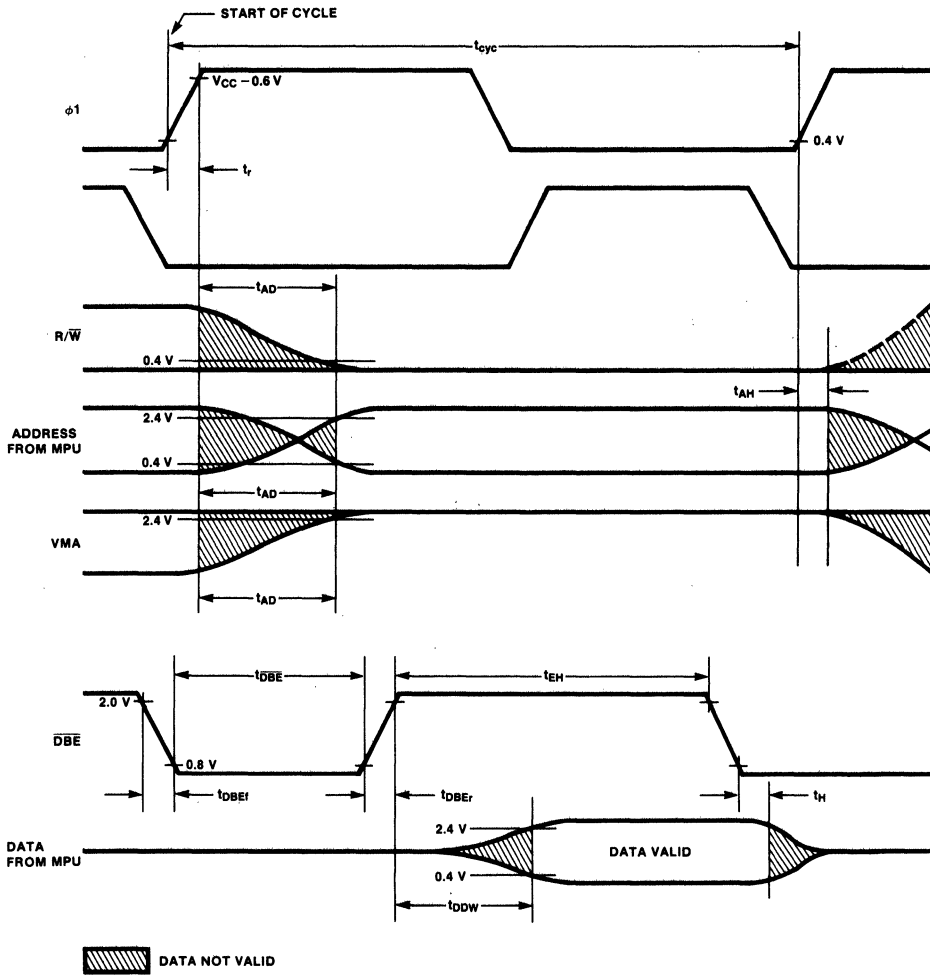 START OF CYCLE
tcyc
VCC – 0.6 V
ϕ1
0.4 V
tr
tAD
R/W̅
0.4 V
tAH
2.4 V
ADDRESS
FROM MPU
0.4 V
tAD
2.4 V
VMA
tAD
tD̅B̅E̅
tEH
2.0 V
D̅B̅E̅
0.8 V
tDBEf
tDBEr
tH
2.4 V
DATA
FROM MPU
DATA VALID
0.4 V
tDDW
DATA NOT VALID